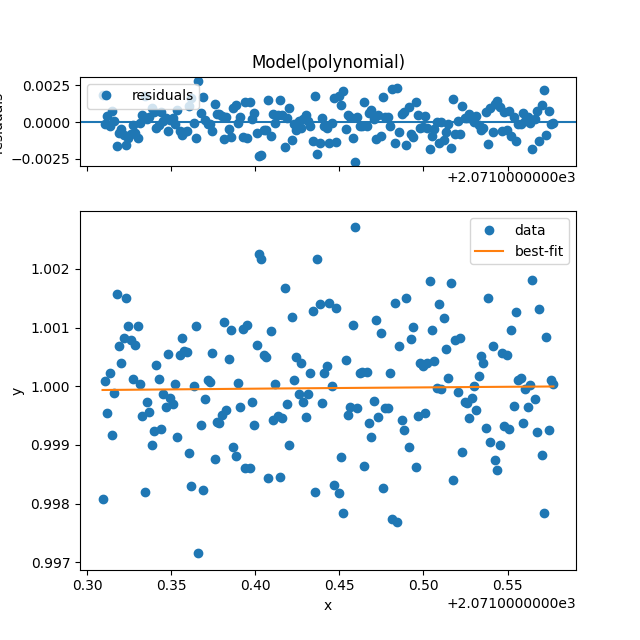 Model(polynomial)
0.0025
0.0000
−0.0025
residuals
+2.0710000000e3
1.002
1.001
1.000
0.999
0.998
0.997
y
data
best-fit
0.30 0.35 0.40 0.45 0.50 0.55
x
+2.0710000000e3